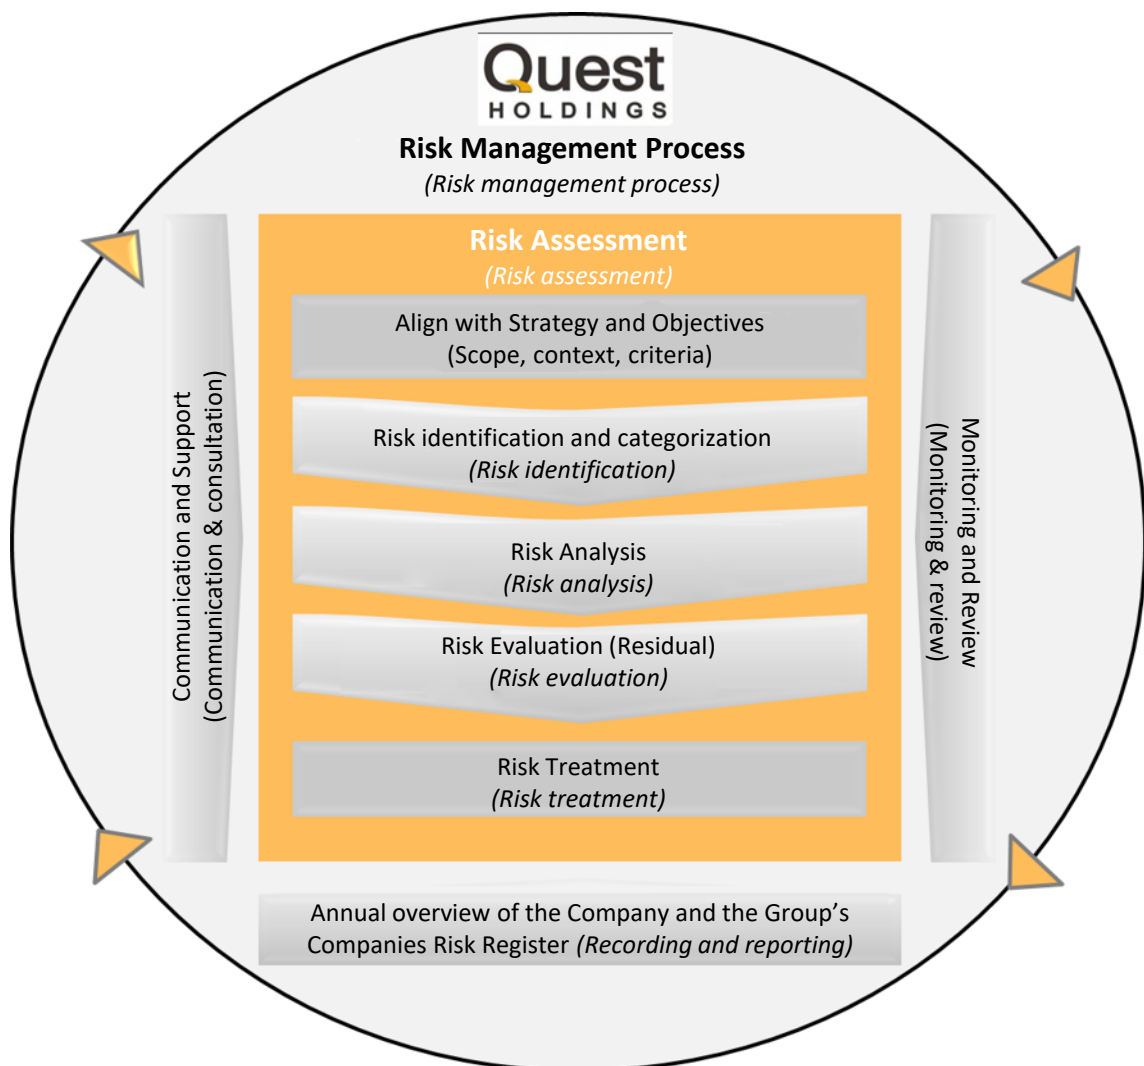 Quest
HOLDINGS
Risk Management Process
(Risk management process)
Risk Assessment
(Risk assessment)
Align with Strategy and Objectives
(Scope, context, criteria)
Risk identification and categorization
(Risk identification)
Risk Analysis
(Risk analysis)
Risk Evaluation (Residual)
(Risk evaluation)
Risk Treatment
(Risk treatment)
Communication and Support
(Communication & consultation)
Monitoring and Review
(Monitoring & review)
Annual overview of the Company and the Group's
Companies Risk Register (Recording and reporting)